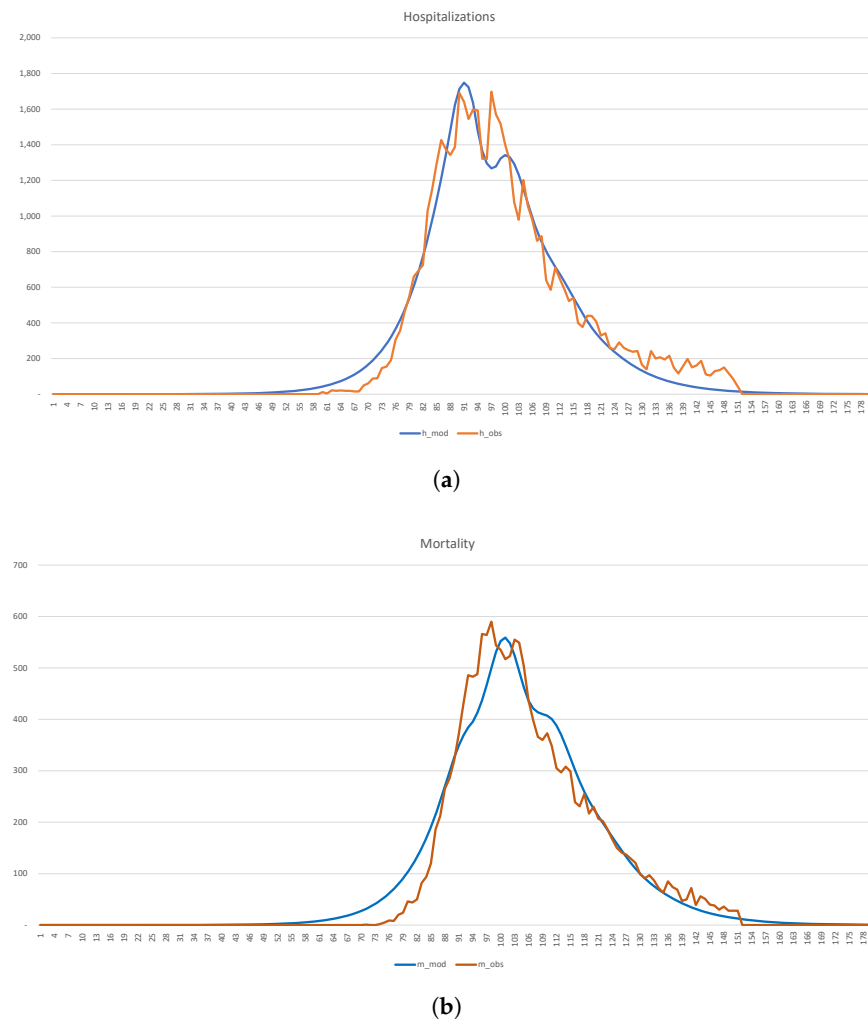 Hospitalizations
2,000
1,800
1,600
1,400
1,200
1,000
800
600
400
200
-
1 4 7 10 13 16 19 22 25 28 31 34 37 40 43 46 49 52 55 58 61 64 67 70 73 76 79 82 85 88 91 94 97 100 103 106 109 112 115 118 121 124 127 130 133 136 139 142 145 148 151 154 157 160 163 166 169 172 175 178
h_mod h_obs
(a)
Mortality
700
600
500
400
300
200
100
-
1 4 7 10 13 16 19 22 25 28 31 34 37 40 43 46 49 52 55 58 61 64 67 70 73 76 79 82 85 88 91 94 97 100 103 106 109 112 115 118 121 124 127 130 133 136 139 142 145 148 151 154 157 160 163 166 169 172 175 178
m_mod m_obs
(b)